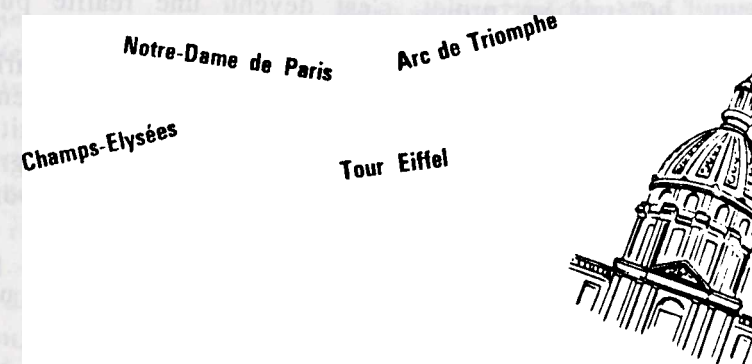 Notre-Dame de Paris
Arc de Triomphe
Champs-Elysées
Tour Eiffel